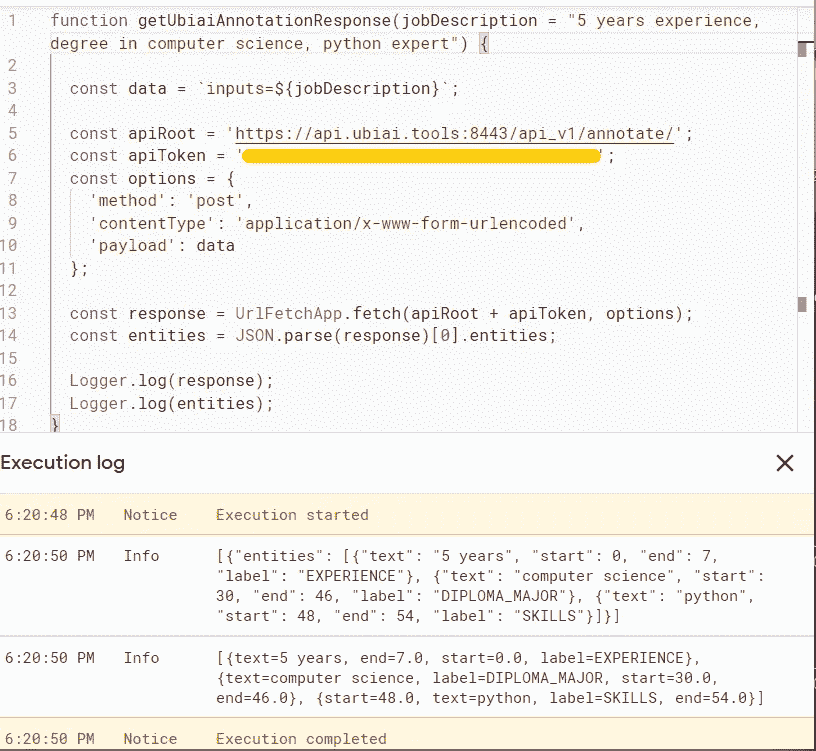 1 function getUbiaiAnnotationResponse(jobDescription = "5 years experience,
degree in computer science, python expert") {
2
3 const data = `inputs=${jobDescription}`;
4
5 const apiRoot = 'https://api.ubiai.tools:8443/api_v1/annotate/';
6 const apiToken = '';
7 const options = {
8 'method': 'post',
9 'contentType': 'application/x-www-form-urlencoded',
10 'payload': data
11 };
12
13 const response = UrlFetchApp.fetch(apiRoot + apiToken, options);
14 const entities = JSON.parse(response)[0].entities;
15
16 Logger.log(response);
17 Logger.log(entities);
18 }
Execution log
6:20:48 PM Notice Execution started
6:20:50 PM Info [{"entities": [{"text": "5 years", "start": 0, "end": 7,
"label": "EXPERIENCE"}, {"text": "computer science", "start":
30, "end": 46, "label": "DIPLOMA_MAJOR"}, {"text": "python",
"start": 48, "end": 54, "label": "SKILLS"}]}]
6:20:50 PM Info [{text=5 years, end=7.0, start=0.0, label=EXPERIENCE},
{text=computer science, label=DIPLOMA_MAJOR, start=30.0,
end=46.0}, {start=48.0, text=python, label=SKILLS, end=54.0}]
6:20:50 PM Notice Execution completed